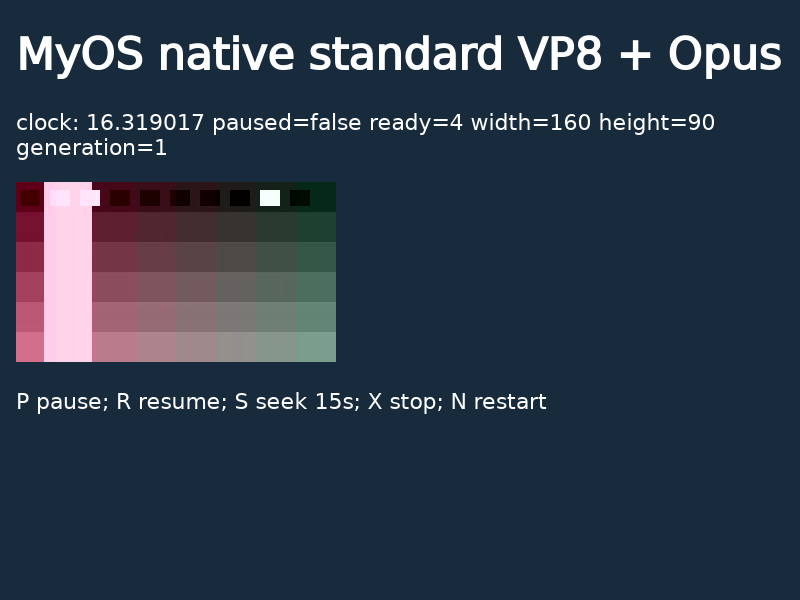 MyOS native standard VP8 + Opus
clock: 16.319017 paused=false ready=4 width=160 height=90
generation=1
P pause; R resume; S seek 15s; X stop; N restart